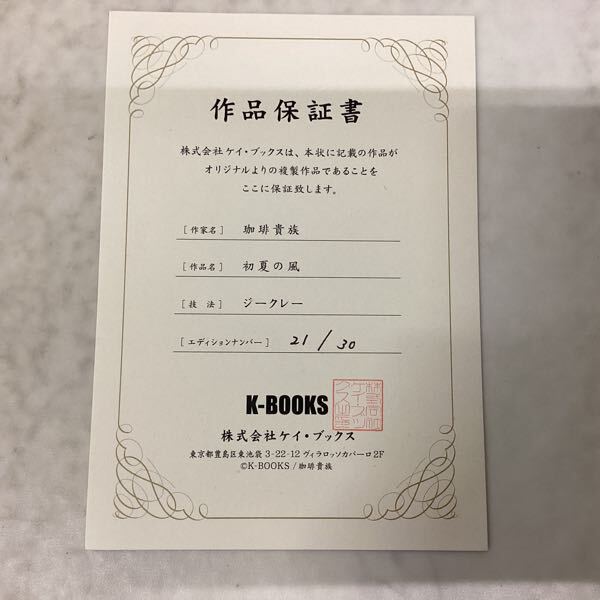 作品保証書
株式会社ケイ・ブックスは、本状に記載の作品が
オリジナルよりの複製作品であることを
ここに保証致します。
［作家名］ 珈琲貴族
［作品名］ 初夏の風
［技　法］ ジークレー
［エディションナンバー］ 21／30
K-BOOKS
株式会社ケイ・ブックス
東京都豊島区東池袋3-22-12ヴィラロッソカバーロ2F
©K-BOOKS / 珈琲貴族